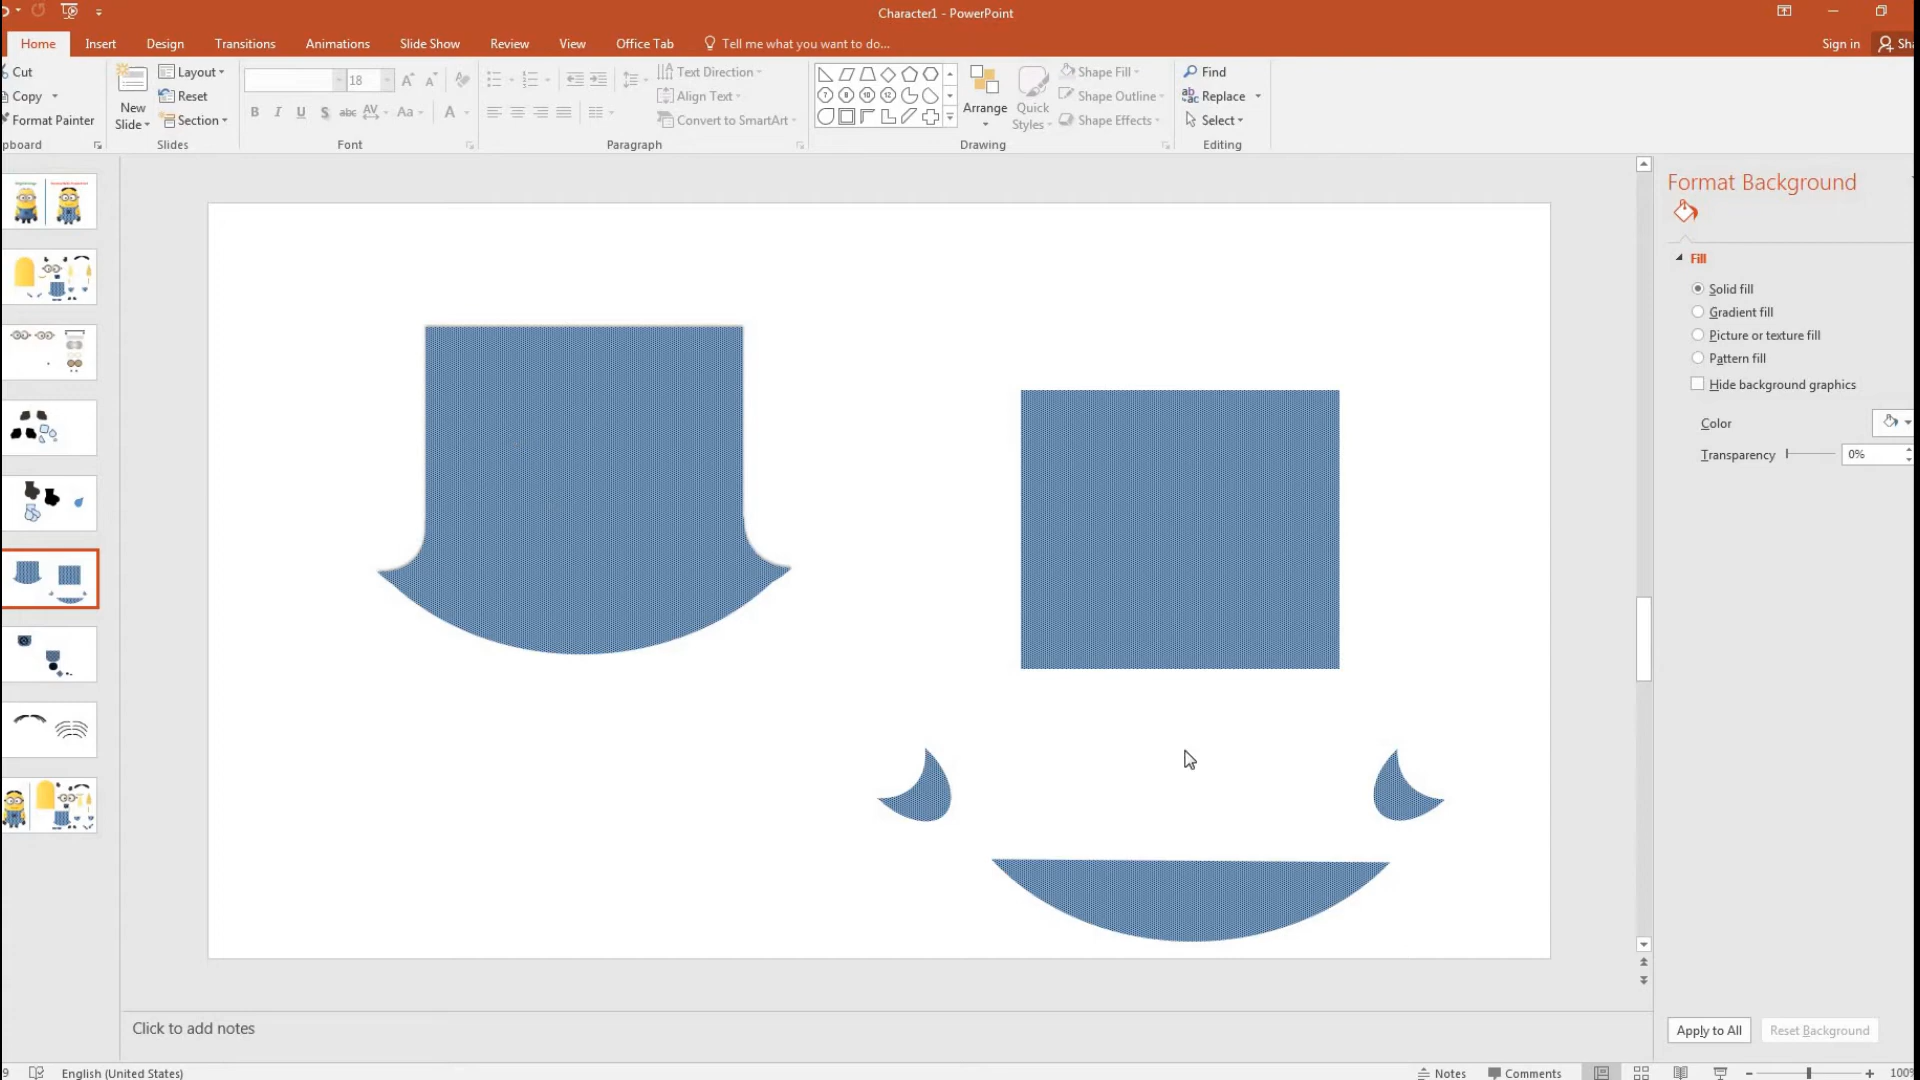 Character1 - PowerPoint
Home Insert Design Transitions Animations Slide Show Review View Office Tab Tell me what you want to do... Sign in
Cut
Copy
Format Painter
New Slide
Layout
Reset
Section
Slides
18
B I U S abc AV Aa A
Font
Text Direction
Align Text
Convert to SmartArt
Paragraph
Arrange
Quick Styles
Shape Fill
Shape Outline
Shape Effects
Drawing
Find
Replace
Select
Editing
Format Background
Fill
Solid fill
Gradient fill
Picture or texture fill
Pattern fill
Hide background graphics
Color
Transparency 0%
Apply to All Reset Background
Click to add notes
English (United States) Notes Comments